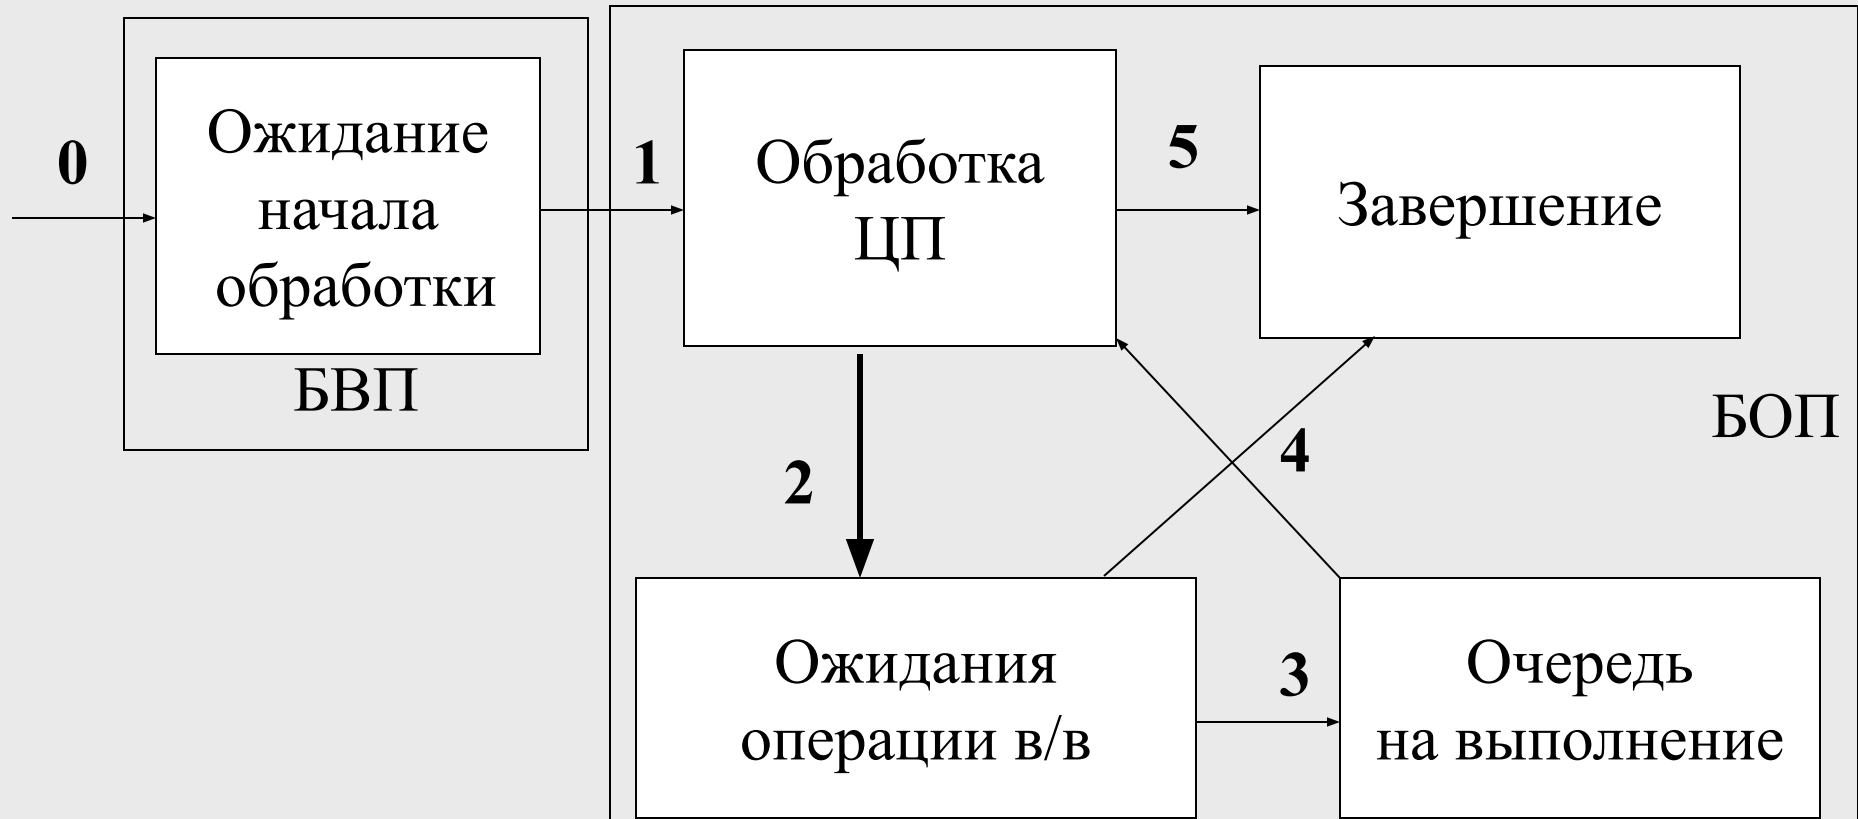 0
Ожидание
начала
обработки
БВП
1
Обработка
ЦП
5
Завершение
БОП
2
4
Ожидания
операции в/в
3
Очередь
на выполнение